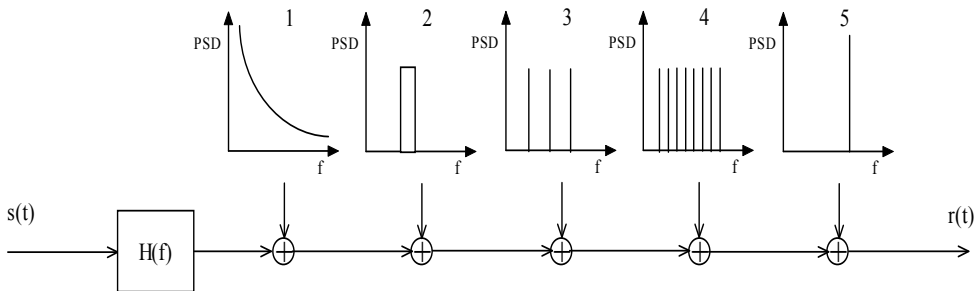 1 2 3 4 5
PSD PSD PSD PSD PSD
f f f f f
s(t) r(t)
H(f)